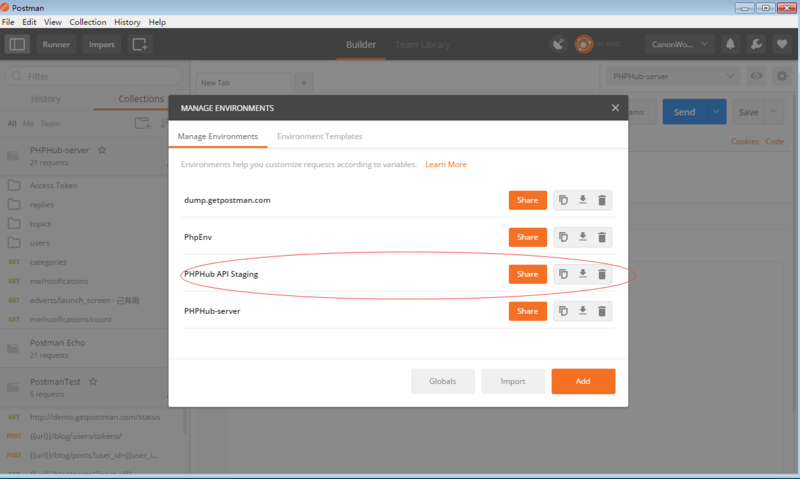 Postman
File Edit View Collection History Help
Runner Import Builder Team Library IN SYNC CanonWo...
Filter New Tab PHPHub-server
History Collections
All Me Team
PHPHub-server
21 requests
Access Token
replies
topics
users
GET categories
GET me/notificatoins
GET adverts/launch_screen - 已启用
GET me/notificatoins/count
Postman Echo
21 requests
PostmanTest
5 requests
GET http://demo.getpostman.com/status
POST {{url}}/blog/users/tokens/
POST {{url}}/blog/posts?user_id={{user_i...
ams Send Save
Cookies Code
MANAGE ENVIRONMENTS
Manage Environments Environment Templates
Environments help you customize requests according to variables. Learn More
dump.getpostman.com Share
PhpEnv Share
PHPHub API Staging Share
PHPHub-server Share
Globals Import Add